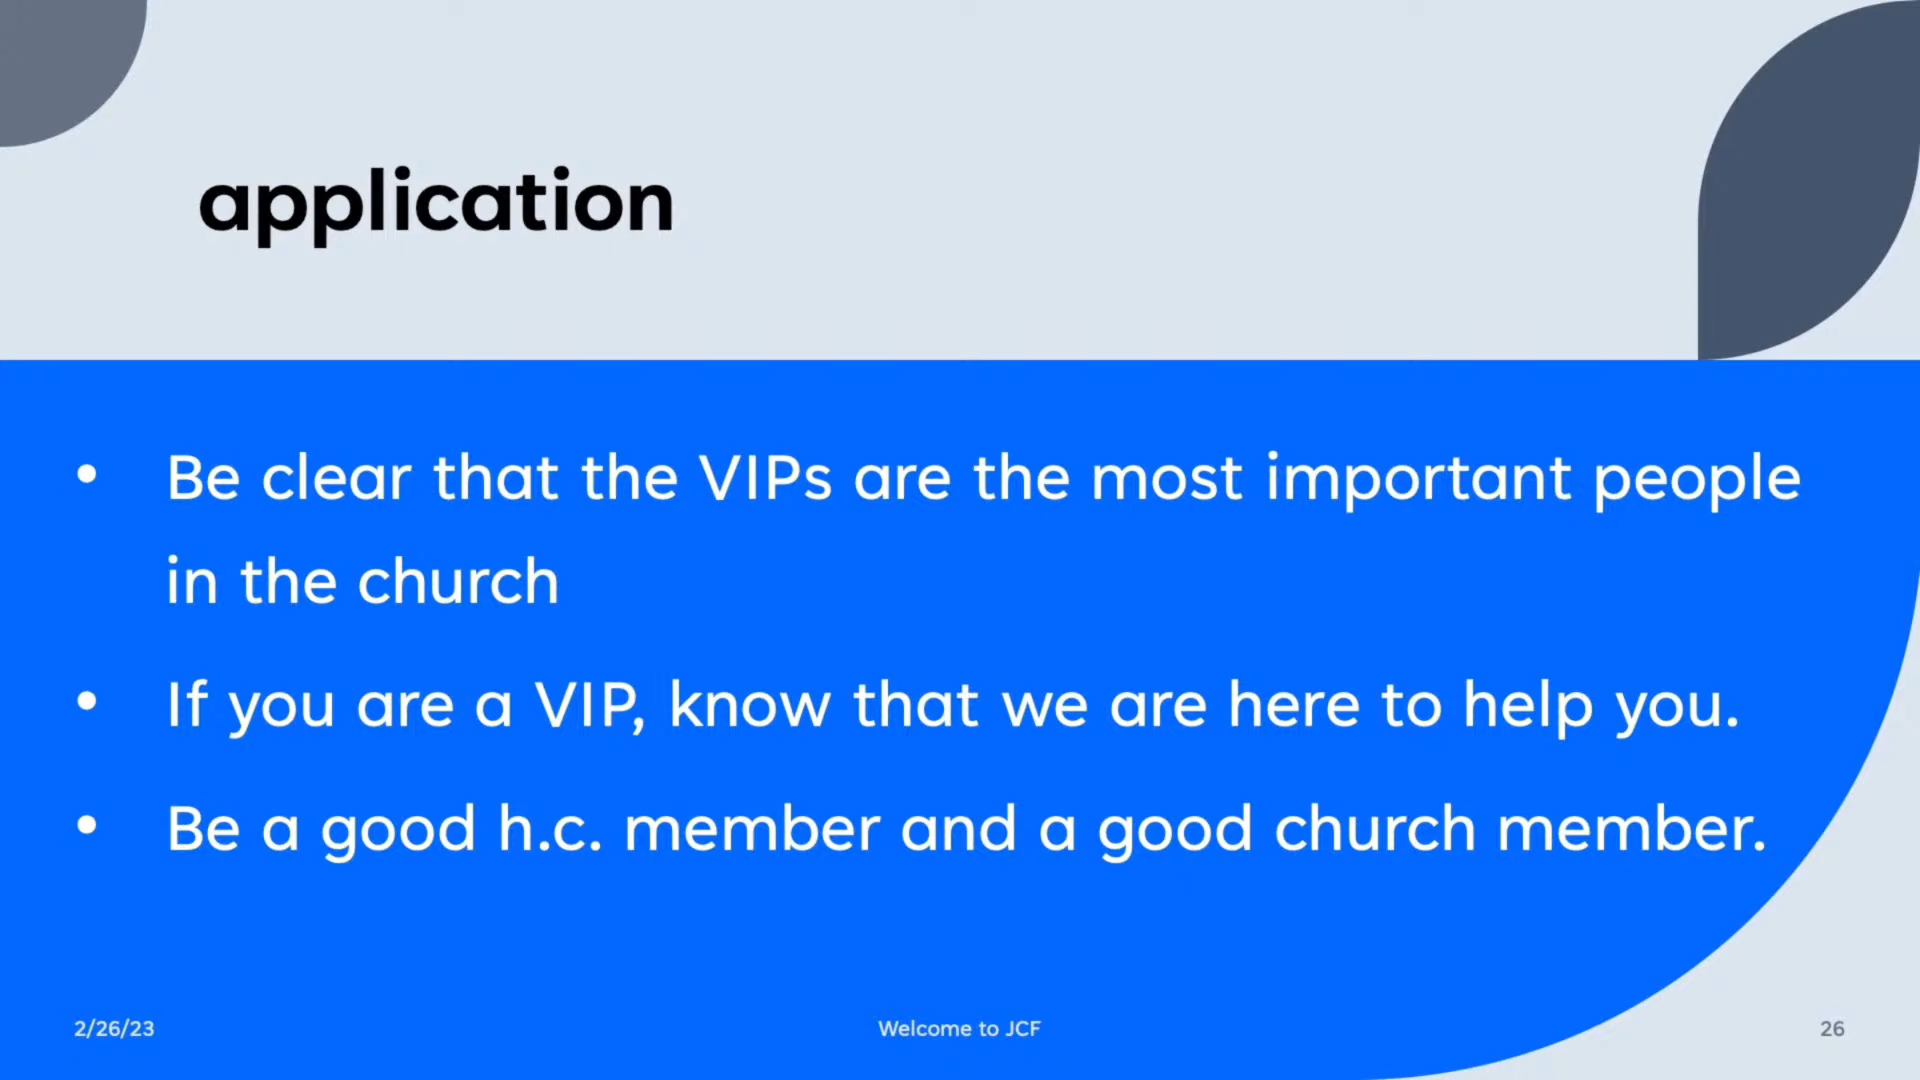 application
• Be clear that the VIPs are the most important people
in the church
• If you are a VIP, know that we are here to help you.
• Be a good h.c. member and a good church member.
2/26/23
Welcome to JCF
26